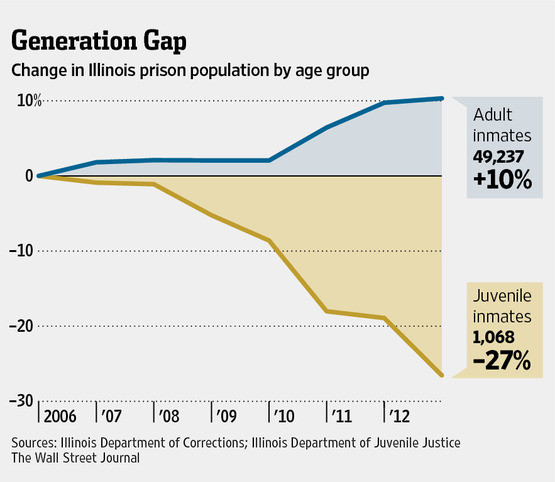 Generation Gap
Change in Illinois prison population by age group
10%
0
−10
−20
−30
2006 '07 '08 '09 '10 '11 '12
Adult
inmates
49,237
+10%
Juvenile
inmates
1,068
−27%
Sources: Illinois Department of Corrections; Illinois Department of Juvenile Justice
The Wall Street Journal